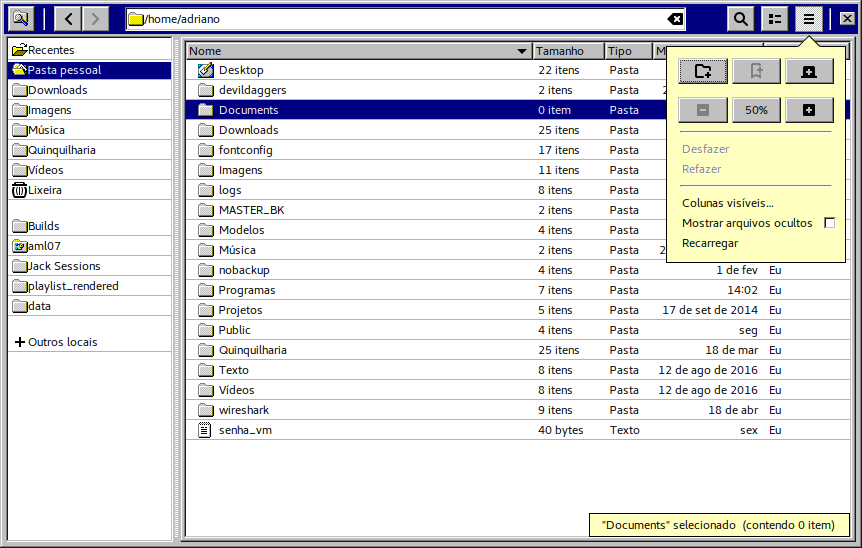 /home/adriano
Recentes
Pasta pessoal
Downloads
Imagens
Música
Quinquilharia
Vídeos
Lixeira
Builds
aml07
Jack Sessions
playlist_rendered
data
Outros locais
Nome Tamanho Tipo M
Desktop 22 itens Pasta
devildaggers 2 itens Pasta 2
Documents 0 item Pasta
Downloads 25 itens Pasta
fontconfig 17 itens Pasta
Imagens 11 itens Pasta
logs 8 itens Pasta
MASTER_BK 2 itens Pasta
Modelos 4 itens Pasta
Música 2 itens Pasta 2
nobackup 4 itens Pasta 1 de fev Eu
Programas 7 itens Pasta 14:02 Eu
Projetos 5 itens Pasta 17 de set de 2014 Eu
Public 4 itens Pasta seg Eu
Quinquilharia 25 itens Pasta 18 de mar Eu
Texto 8 itens Pasta 12 de ago de 2016 Eu
Vídeos 8 itens Pasta 12 de ago de 2016 Eu
wireshark 9 itens Pasta 18 de abr Eu
senha_vm 40 bytes Texto sex Eu
50%
Desfazer
Refazer
Colunas visíveis...
Mostrar arquivos ocultos
Recarregar
"Documents" selecionado (contendo 0 item)